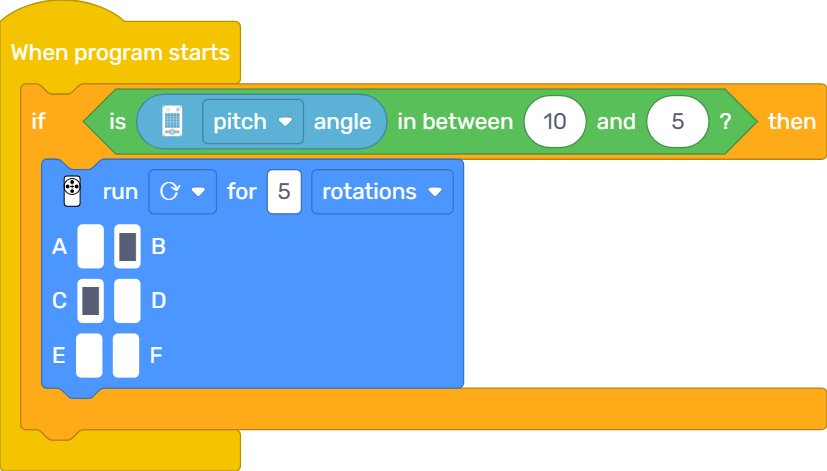 When program starts
if is pitch angle in between 10 and 5 ? then
run for 5 rotations
A B
C D
E F